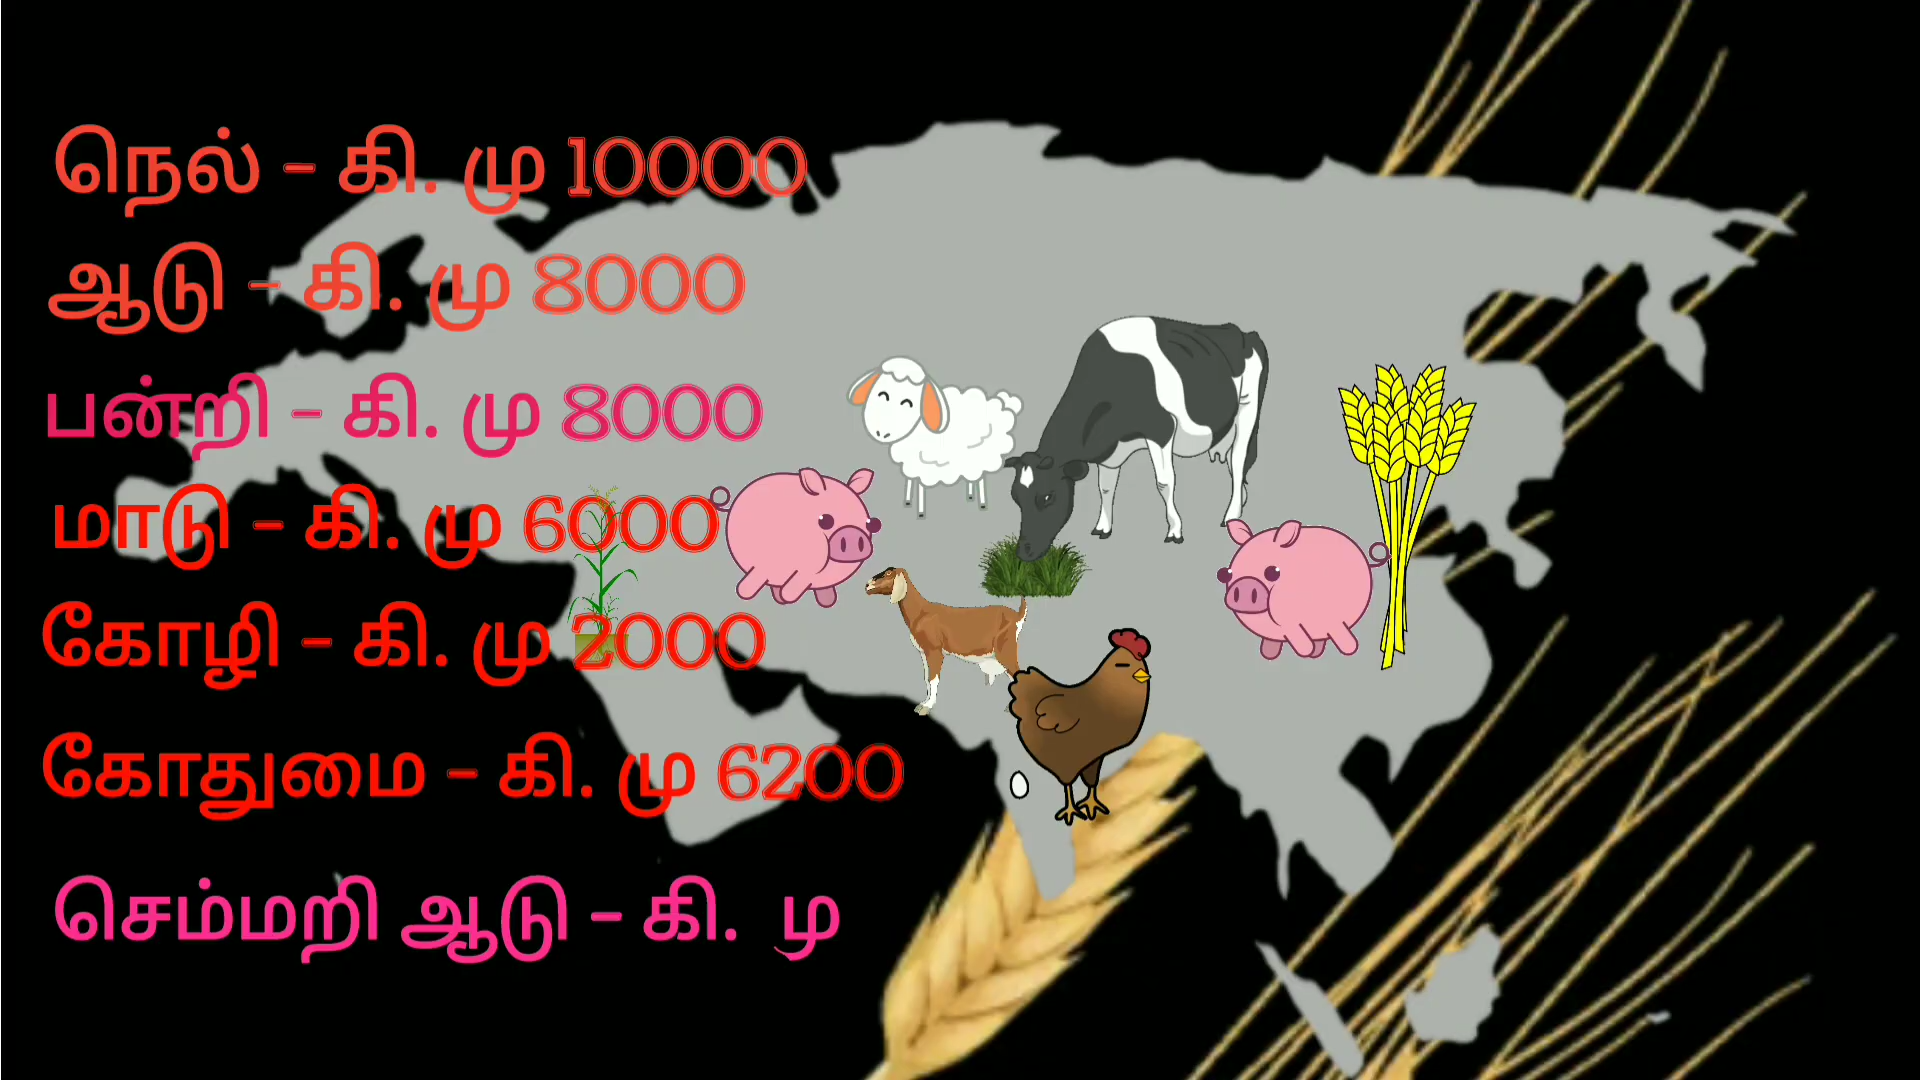 நெல் - கி. மு 10000
ஆடு - கி. மு 8000
பன்றி - கி. மு 8000
மாடு - கி. மு 6000
கோழி - கி. மு 2000
கோதுமை - கி. மு 6200
செம்மறி ஆடு - கி. மு